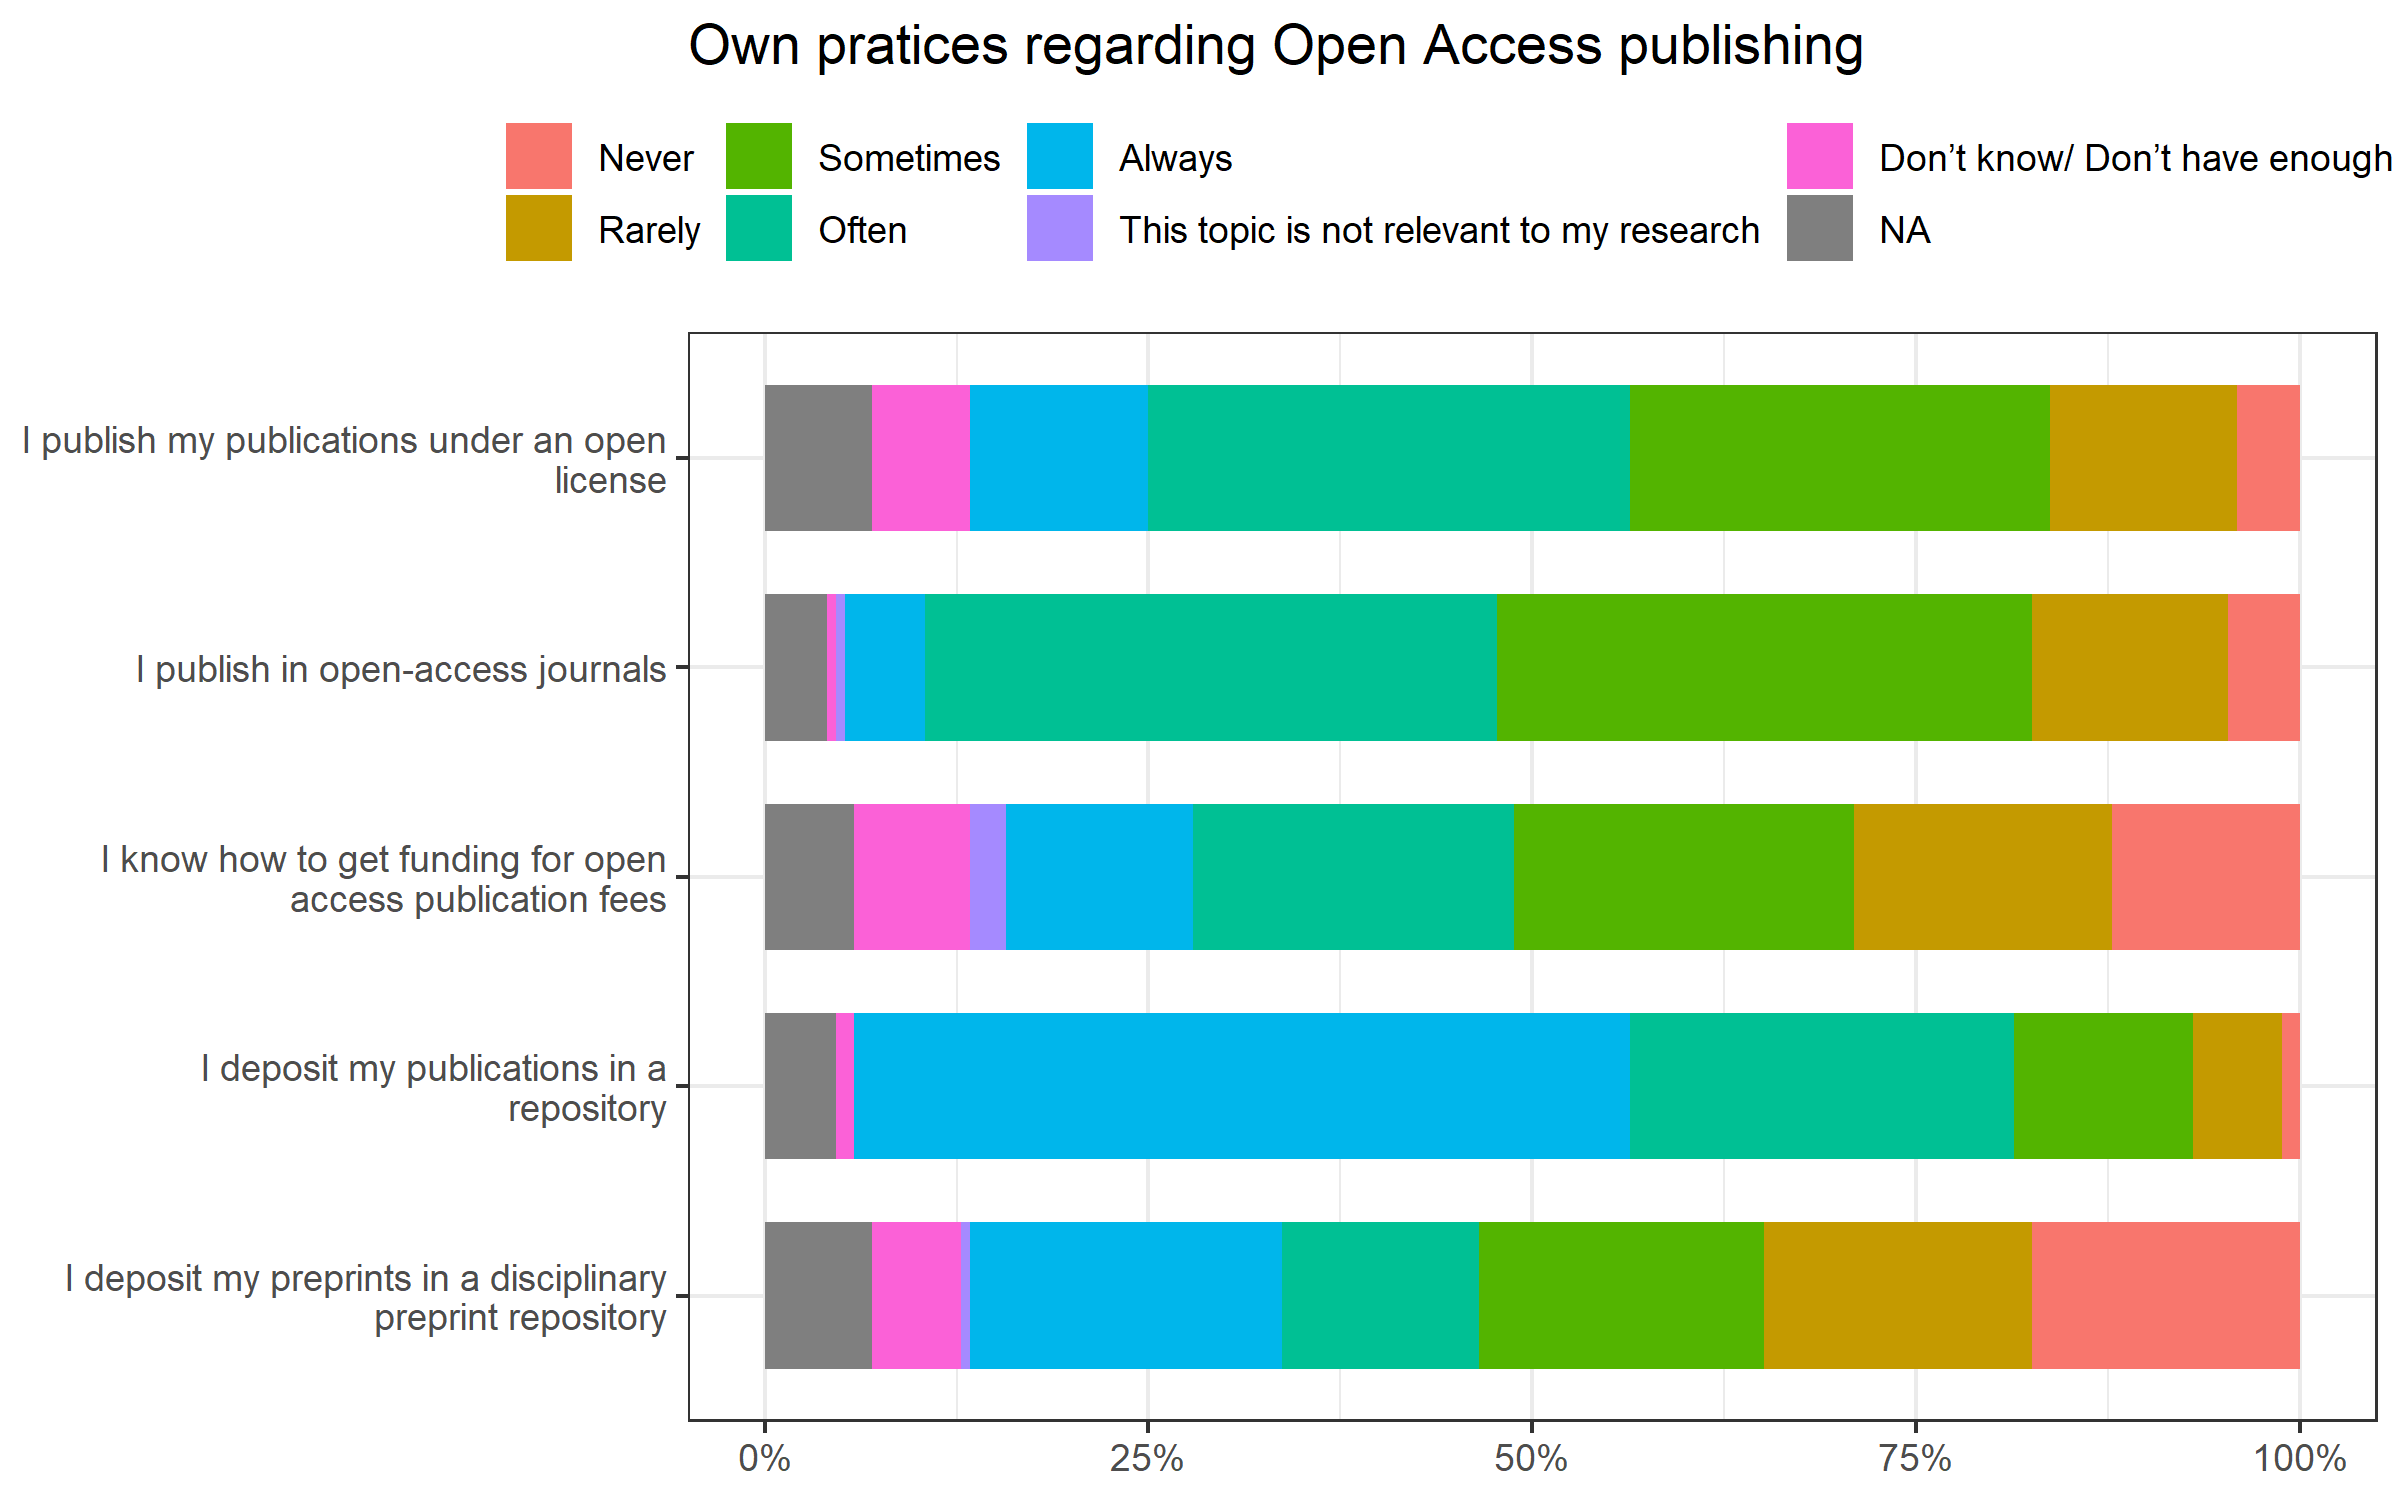 Own pratices regarding Open Access publishing
Never
Sometimes
Always
Don’t know/ Don’t have enough
Rarely
Often
This topic is not relevant to my research
NA
I publish my publications under an open
license
I publish in open-access journals
I know how to get funding for open
access publication fees
I deposit my publications in a
repository
I deposit my preprints in a disciplinary
preprint repository
0%
25%
50%
75%
100%